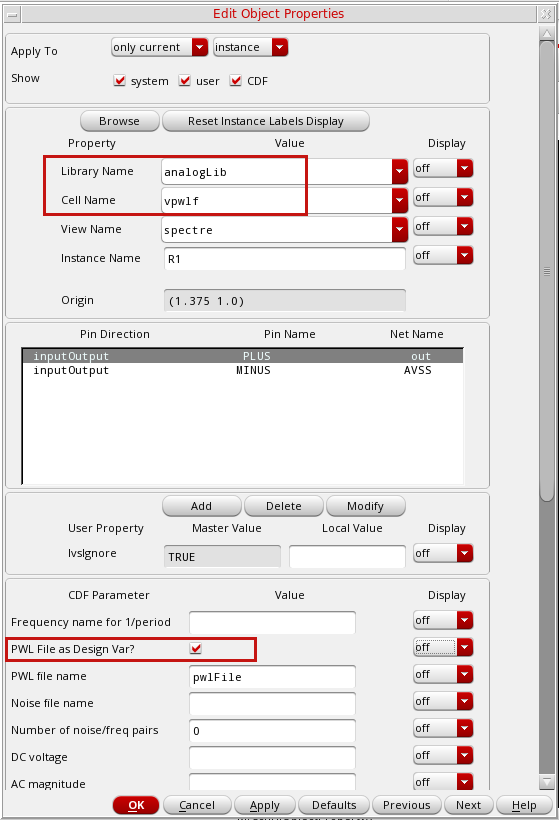 Edit Object Properties
Apply To only current instance
Show system user CDF
Browse Reset Instance Labels Display
Property Value Display
Library Name analogLib off
Cell Name vpwlf off
View Name spectre off
Instance Name R1 off
Origin (1.375 1.0)
Pin Direction Pin Name Net Name
inputOutput PLUS out
inputOutput MINUS AVSS
Add Delete Modify
User Property Master Value Local Value Display
lvsIgnore TRUE off
CDF Parameter Value Display
Frequency name for 1/period off
PWL File as Design Var? off
PWL file name pwlFile off
Noise file name off
Number of noise/freq pairs 0 off
DC voltage off
AC magnitude off
OK Cancel Apply Defaults Previous Next Help